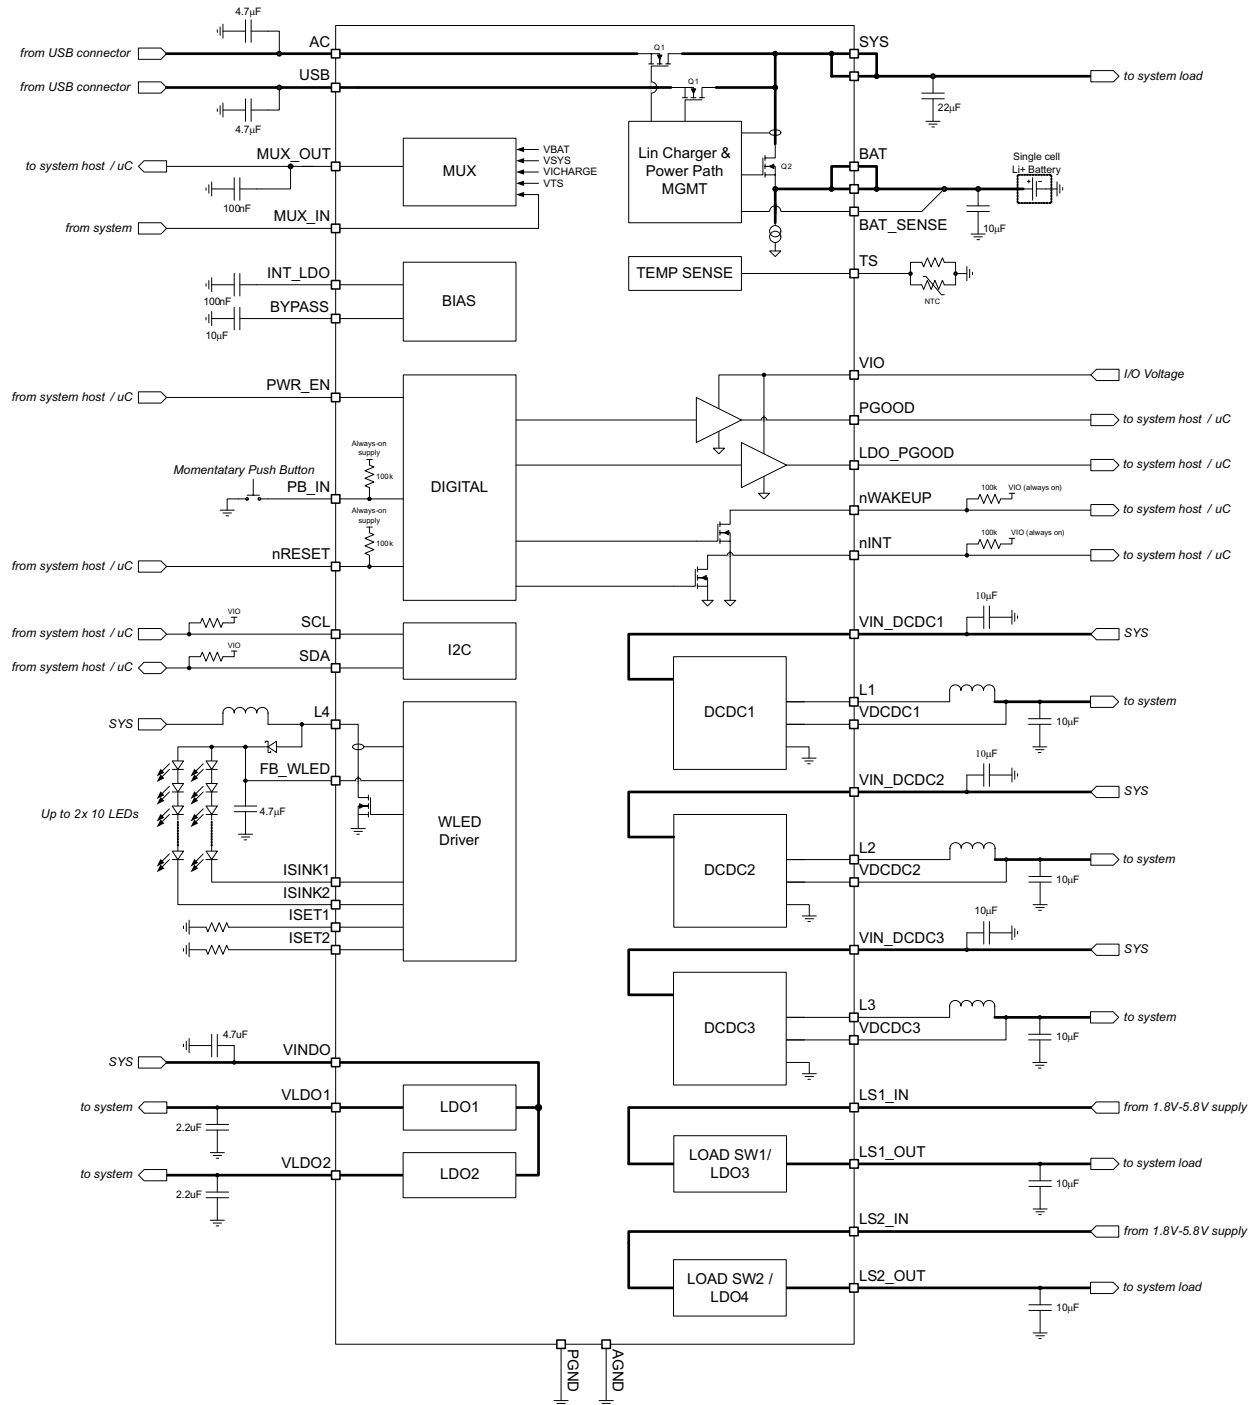 4.7µF
from USB connector
AC
Q1
SYS
from USB connector
USB
Q1
to system load
4.7µF
22µF
to system host / uC
MUX_OUT
MUX
VBAT
VSYS
VICHARGE
VTS
Lin Charger &
Power Path
MGMT
Q2
BAT
Single cell
Li+ Battery
100nF
from system
MUX_IN
BAT_SENSE
10µF
TEMP SENSE
TS
NTC
INT_LDO
100nF
BIAS
BYPASS
10µF
VIO
I/O Voltage
from system host / uC
PWR_EN
PGOOD
to system host / uC
Always-on
supply
100k
LDO_PGOOD
to system host / uC
Momentatary Push Button
PB_IN
DIGITAL
nWAKEUP
100k
VIO (always on)
to system host / uC
Always-on
supply
100k
nINT
100k
VIO (always on)
to system host / uC
from system host / uC
nRESET
VIO
from system host / uC
SCL
I2C
VIO
from system host / uC
SDA
10µF
VIN_DCDC1
SYS
DCDC1
L1
to system
VDCDC1
10µF
SYS
L4
FB_WLED
4.7µF
Up to 2x 10 LEDs
WLED
Driver
10µF
VIN_DCDC2
SYS
DCDC2
L2
to system
VDCDC2
10µF
ISINK1
ISINK2
ISET1
ISET2
10µF
VIN_DCDC3
SYS
DCDC3
L3
to system
VDCDC3
10µF
4.7uF
SYS
VINDO
to system
VLDO1
LDO1
2.2uF
to system
VLDO2
LDO2
2.2uF
LS1_IN
from 1.8V-5.8V supply
LOAD SW1/
LDO3
LS1_OUT
to system load
10µF
LS2_IN
from 1.8V-5.8V supply
LOAD SW2 /
LDO4
LS2_OUT
to system load
10µF
PGND
AGND